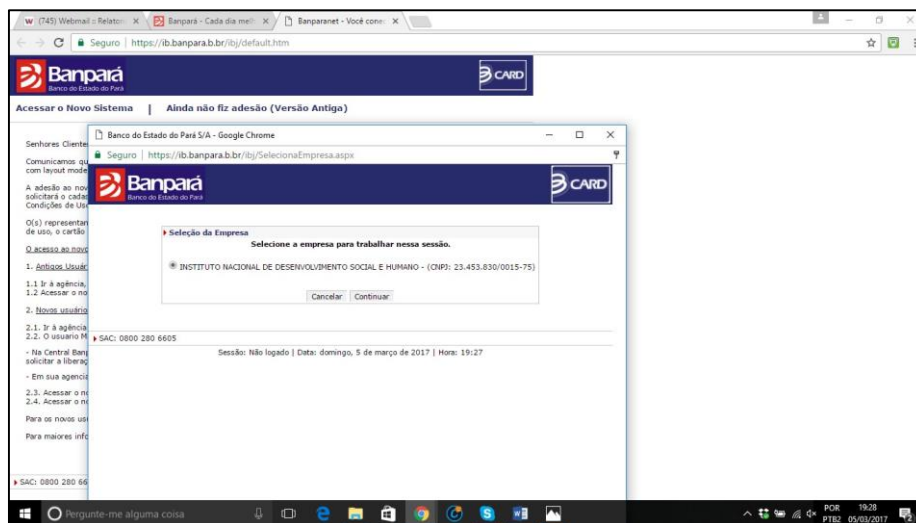 (745) Webmail :: Relatori
Banpará - Cada dia melh
Banparanet - Você conec
Seguro | https://ib.banpara.b.br/ibj/default.htm
Banpará
Banco do Estado do Pará
CARD
Acessar o Novo Sistema | Ainda não fiz adesão (Versão Antiga)
Senhores Cliente
Comunicamos qu
com layout mode
A adesão ao nov
solicitará o cadas
Condições de Us
O(s) representan
de uso, o cartão
O acesso ao novo
1. Antigos Usuár
1.1 Ir à agência,
1.2 Acessar o no
2. Novos usuário
2.1. Ir à agência
2.2. O usuario M
- Na Central Banp
solicitar a liberaç
- Em sua agencia
2.3. Acessar o no
2.4. Acessar o no
Para os novos usu
Para maiores info
SAC: 0800 280 66
Banco do Estado do Pará S/A - Google Chrome
Seguro | https://ib.banpara.b.br/ibj/SelecionaEmpresa.aspx
Banpará
Banco do Estado do Pará
CARD
Seleção da Empresa
Selecione a empresa para trabalhar nessa sessão.
INSTITUTO NACIONAL DE DESENVOLVIMENTO SOCIAL E HUMANO - (CNPJ: 23.453.830/0015-75)
Cancelar Continuar
SAC: 0800 280 6605
Sessão: Não logado | Data: domingo, 5 de março de 2017 | Hora: 19:27
Pergunte-me alguma coisa
POR 19:28
PTB2 05/03/2017